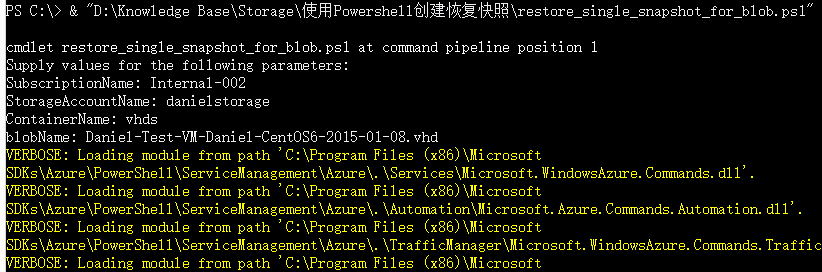 PS C:\> & "D:\Knowledge Base\Storage\使用Powershell创建恢复快照\restore_single_snapshot_for_blob.ps1"
cmdlet restore_single_snapshot_for_blob.ps1 at command pipeline position 1
Supply values for the following parameters:
SubscriptionName: Internal-002
StorageAccountName: danielstorage
ContainerName: vhds
blobName: Daniel-Test-VM-Daniel-CentOS6-2015-01-08.vhd
VERBOSE: Loading module from path 'C:\Program Files (x86)\Microsoft
SDKs\Azure\PowerShell\ServiceManagement\Azure\.\Services\Microsoft.WindowsAzure.Commands.dll'.
VERBOSE: Loading module from path 'C:\Program Files (x86)\Microsoft
SDKs\Azure\PowerShell\ServiceManagement\Azure\.\Automation\Microsoft.Azure.Commands.Automation.dll'.
VERBOSE: Loading module from path 'C:\Program Files (x86)\Microsoft
SDKs\Azure\PowerShell\ServiceManagement\Azure\.\TrafficManager\Microsoft.WindowsAzure.Commands.Traffic
VERBOSE: Loading module from path 'C:\Program Files (x86)\Microsoft